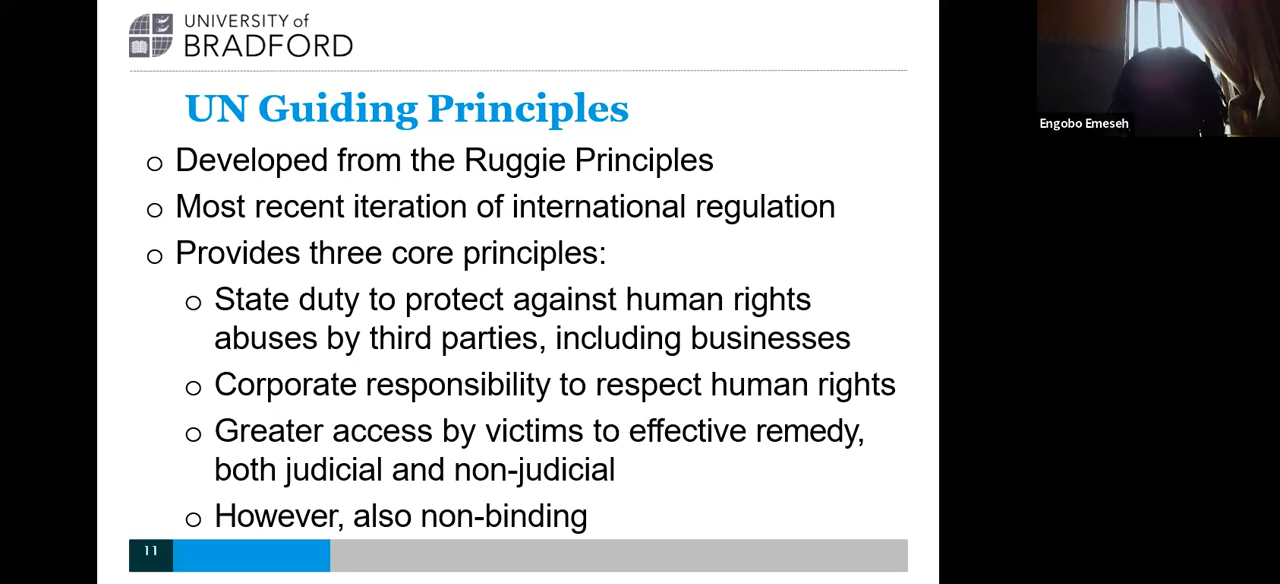 UNIVERSITY of
BRADFORD
UN Guiding Principles
o Developed from the Ruggie Principles
o Most recent iteration of international regulation
o Provides three core principles:
o State duty to protect against human rights
abuses by third parties, including businesses
o Corporate responsibility to respect human rights
o Greater access by victims to effective remedy,
both judicial and non-judicial
o However, also non-binding
11
Engobo Emeseh